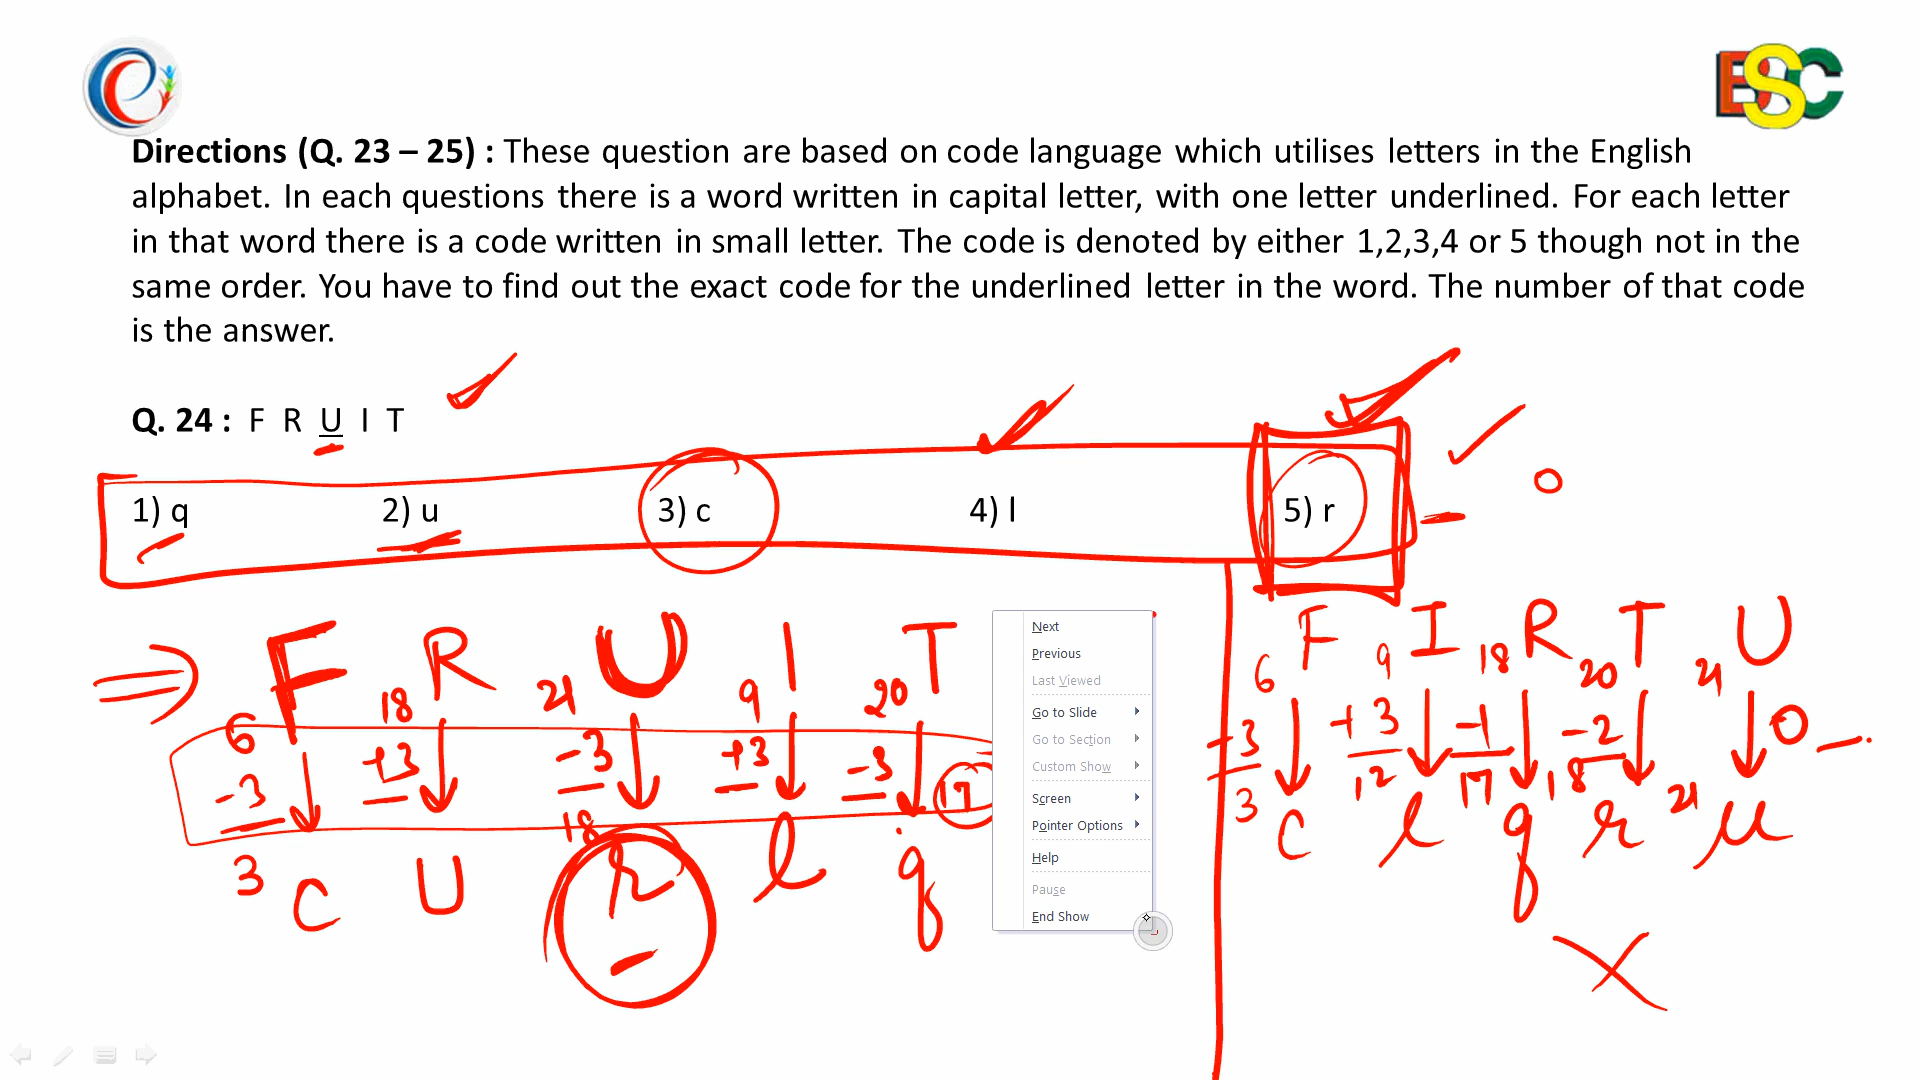 ESC
Directions (Q. 23 – 25) : These question are based on code language which utilises letters in the English
alphabet. In each questions there is a word written in capital letter, with one letter underlined. For each letter
in that word there is a code written in small letter. The code is denoted by either 1,2,3,4 or 5 though not in the
same order. You have to find out the exact code for the underlined letter in the word. The number of that code
is the answer.
Q. 24 : F R U I T
1) q 2) u 3) c 4) l 5) r
0
F R U I T
6 18 21 9 20
-3 +3 -3 +3 -3 17
3 18
C U r l q
Next
Previous
Last Viewed
Go to Slide
Go to Section
Custom Show
Screen
Pointer Options
Help
Pause
End Show
F I R T U
6 9 18 20 21
-3 +3 -1 -2 0
3 12 17 18 21
c l q r u